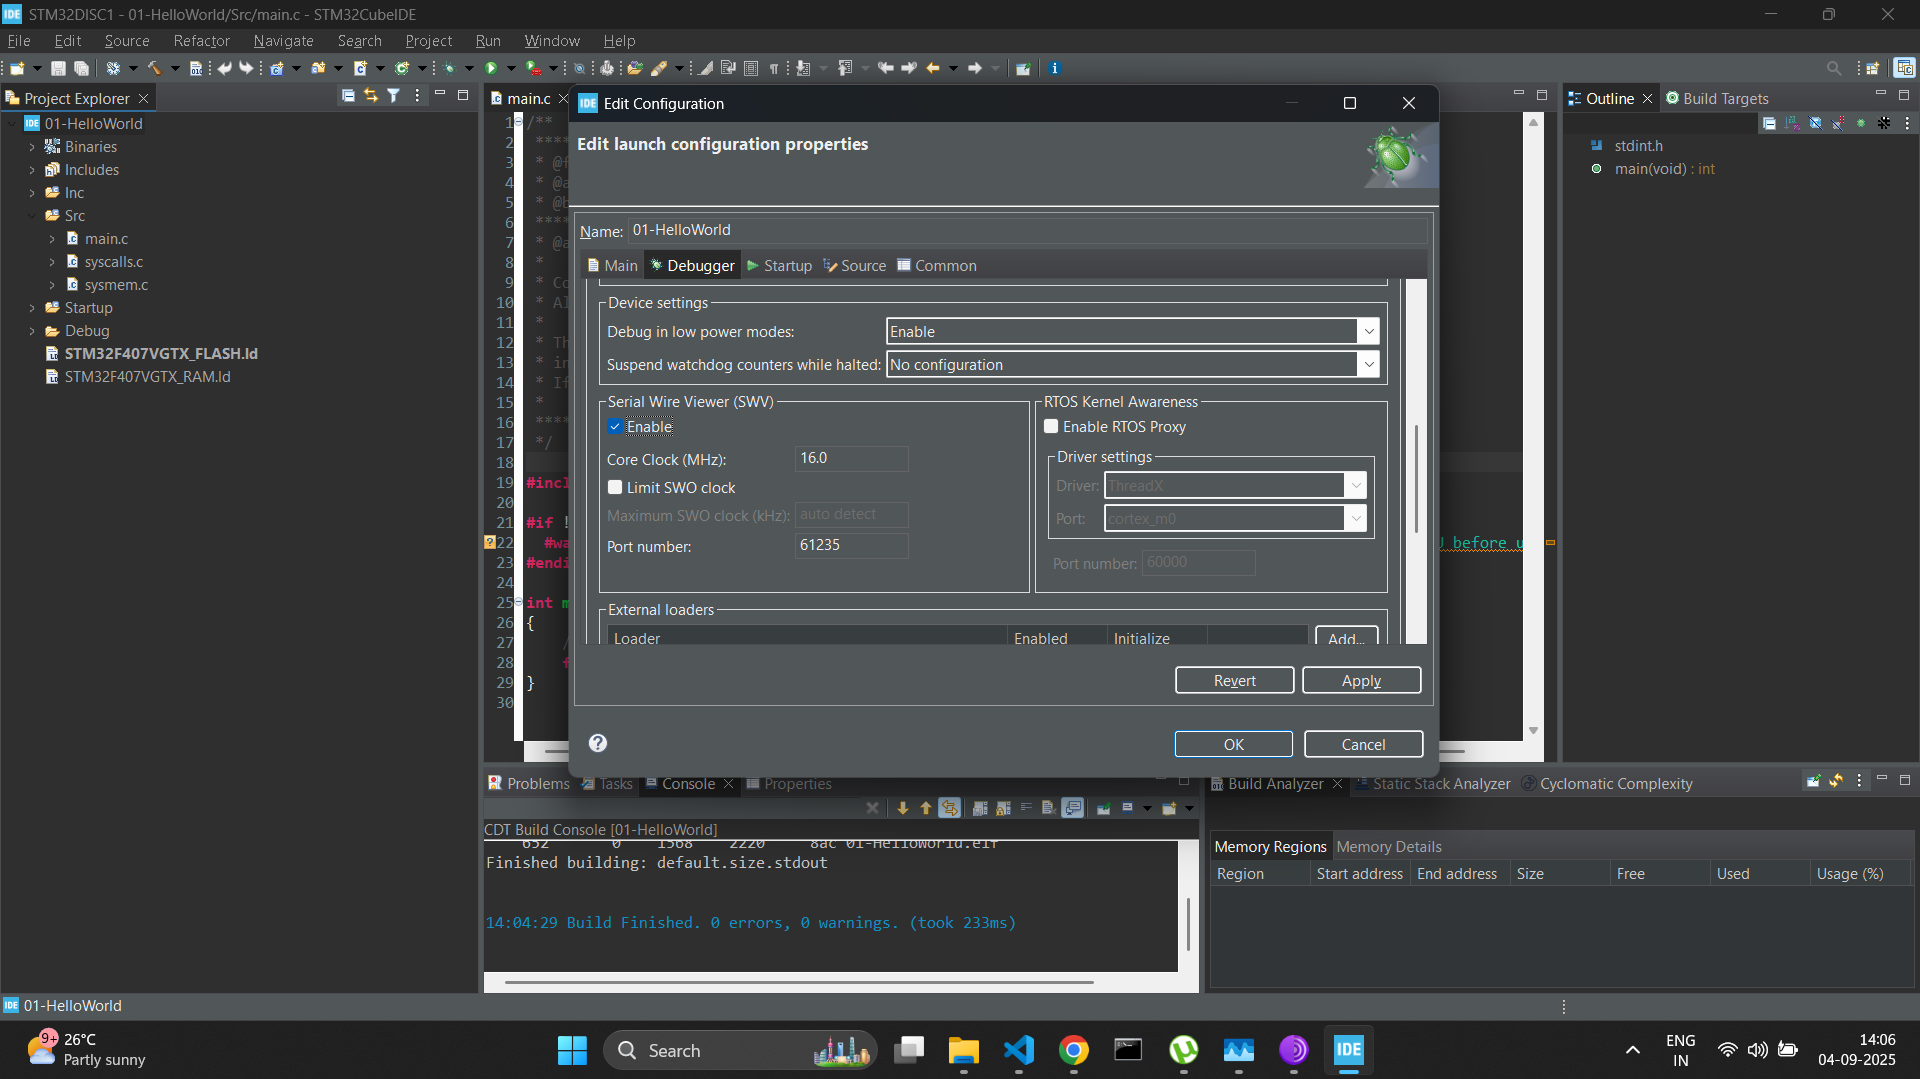 IDE STM32DISC1 - 01-HelloWorld/Src/main.c - STM32CubeIDE
File Edit Source Refactor Navigate Search Project Run Window Help
Project Explorer
01-HelloWorld
Binaries
Includes
Inc
Src
main.c
syscalls.c
sysmem.c
Startup
Debug
STM32F407VGTX_FLASH.ld
STM32F407VGTX_RAM.ld
main.c
1 /**
2 ****
3 * @f
4 * @a
5 * @b
6 ****
7 * @a
8 *
9 * Co
10 * Al
11 *
12 * Th
13 * in
14 * If
15 *
16 ****
17 */
18
19 #incl
20
21 #if !
22 #wa
before u
23 #endi
24
25 int m
26 {
27 /
28 f
29 }
30
IDE Edit Configuration
Edit launch configuration properties
Name: 01-HelloWorld
Main Debugger Startup Source Common
Device settings
Debug in low power modes: Enable
Suspend watchdog counters while halted: No configuration
Serial Wire Viewer (SWV)
Enable
Core Clock (MHz): 16.0
Limit SWO clock
Maximum SWO clock (kHz): auto detect
Port number: 61235
RTOS Kernel Awareness
Enable RTOS Proxy
Driver settings
Driver: ThreadX
Port: cortex_m0
Port number: 60000
External loaders
Loader Enabled Initialize Add...
Revert Apply
OK Cancel
Outline Build Targets
stdint.h
main(void) : int
Problems Tasks Console Properties
CDT Build Console [01-HelloWorld]
652 0 1568 2220 8ac 01-HelloWorld.elf
Finished building: default.size.stdout
14:04:29 Build Finished. 0 errors, 0 warnings. (took 233ms)
Build Analyzer Static Stack Analyzer Cyclomatic Complexity
Memory Regions Memory Details
Region Start address End address Size Free Used Usage (%)
IDE 01-HelloWorld
9+ 26°C
Partly sunny
Search
IDE
ENG
IN
14:06
04-09-2025